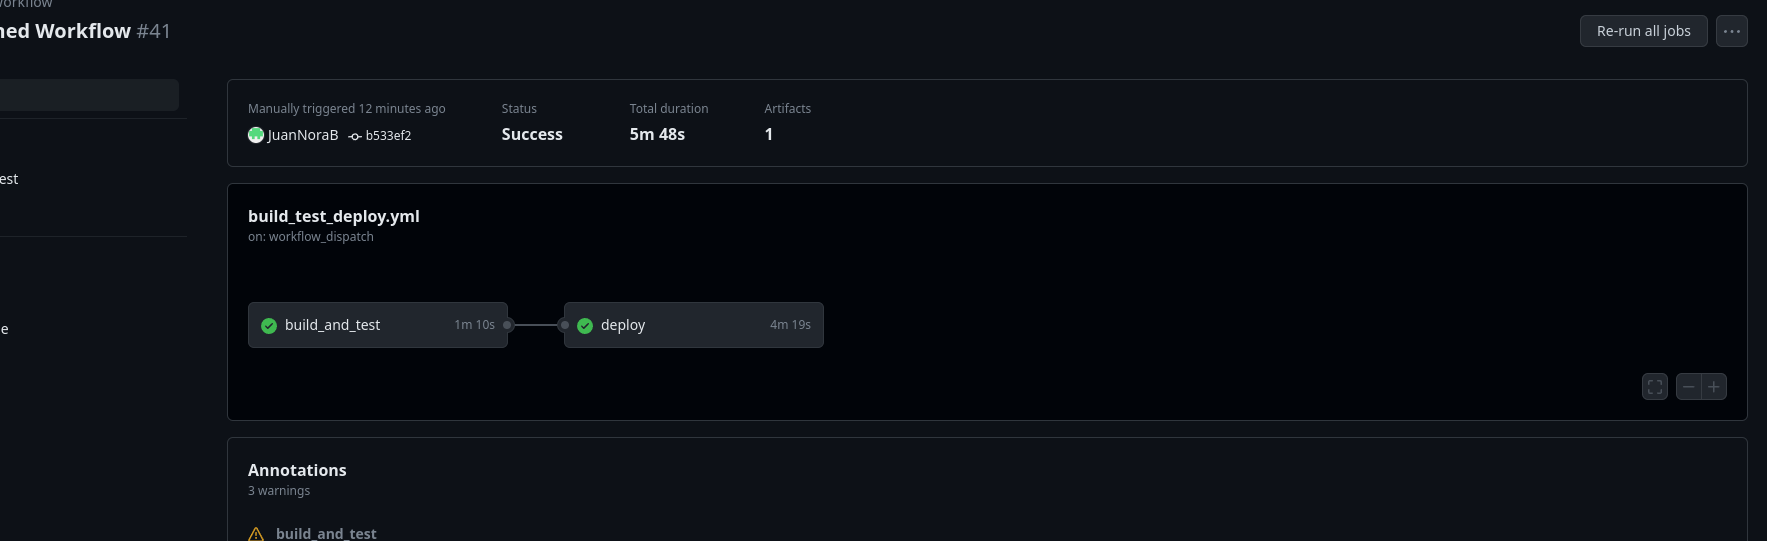 Workflow
ned Workflow #41
Re-run all jobs
Manually triggered 12 minutes ago
Status
Total duration
Artifacts
JuanNoraB
b533ef2
Success
5m 48s
1
est
build_test_deploy.yml
on: workflow_dispatch
build_and_test
1m 10s
deploy
4m 19s
e
Annotations
3 warnings
build_and_test